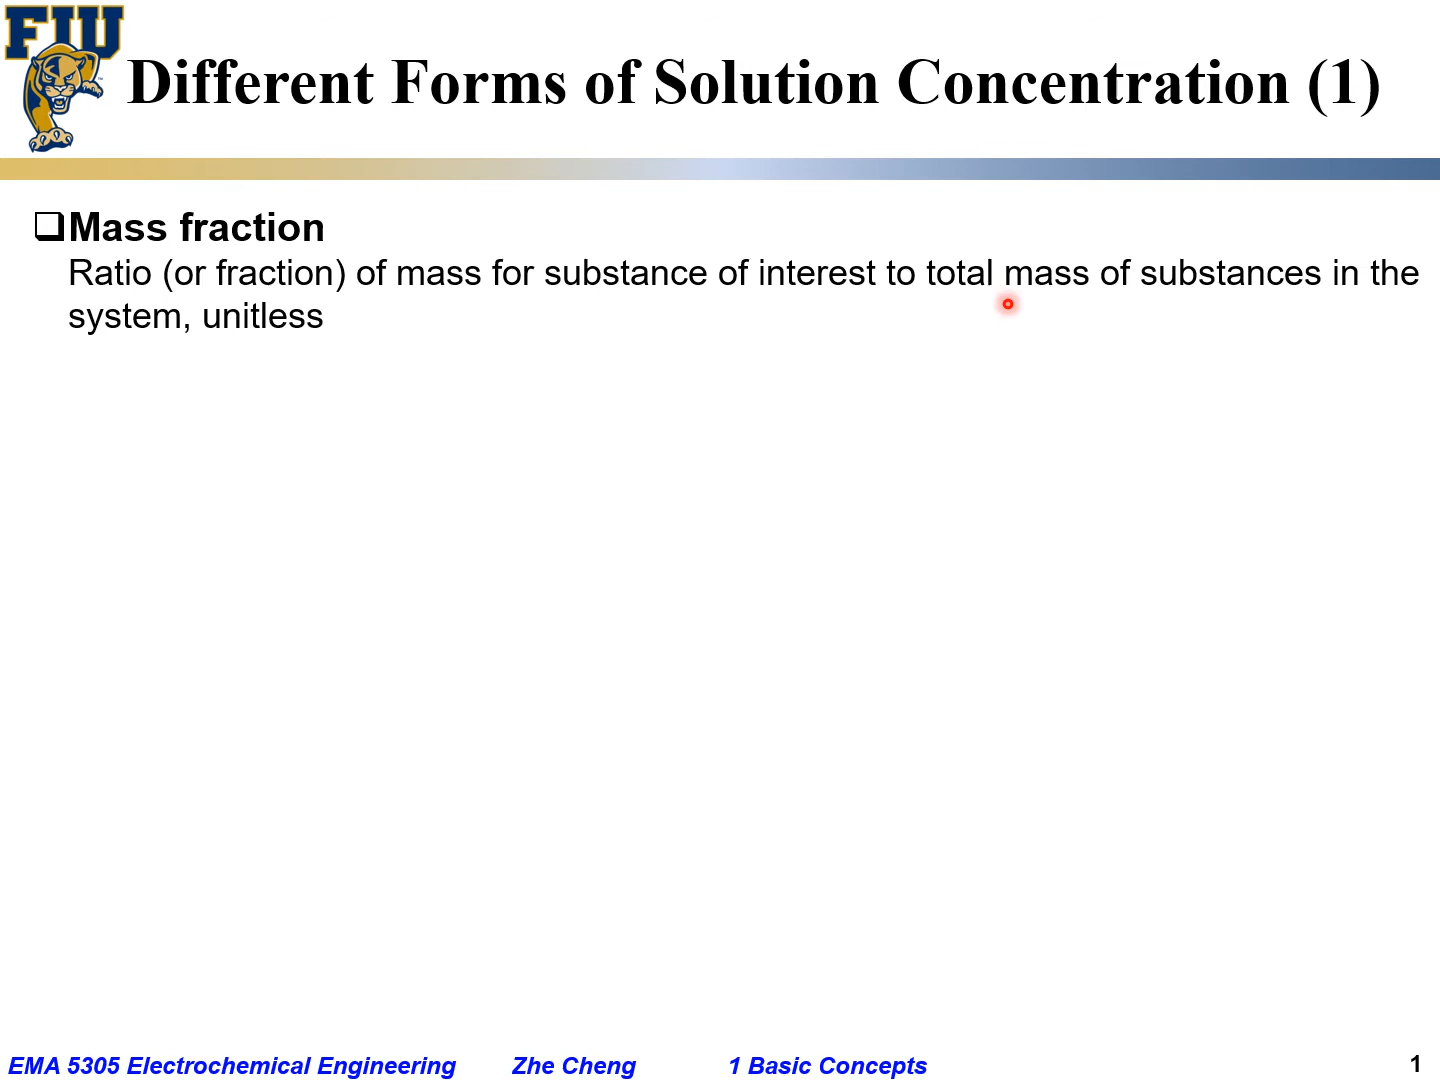 FIU
Different Forms of Solution Concentration (1)
❑Mass fraction
Ratio (or fraction) of mass for substance of interest to total mass of substances in the
system, unitless
EMA 5305 Electrochemical Engineering Zhe Cheng 1 Basic Concepts 1